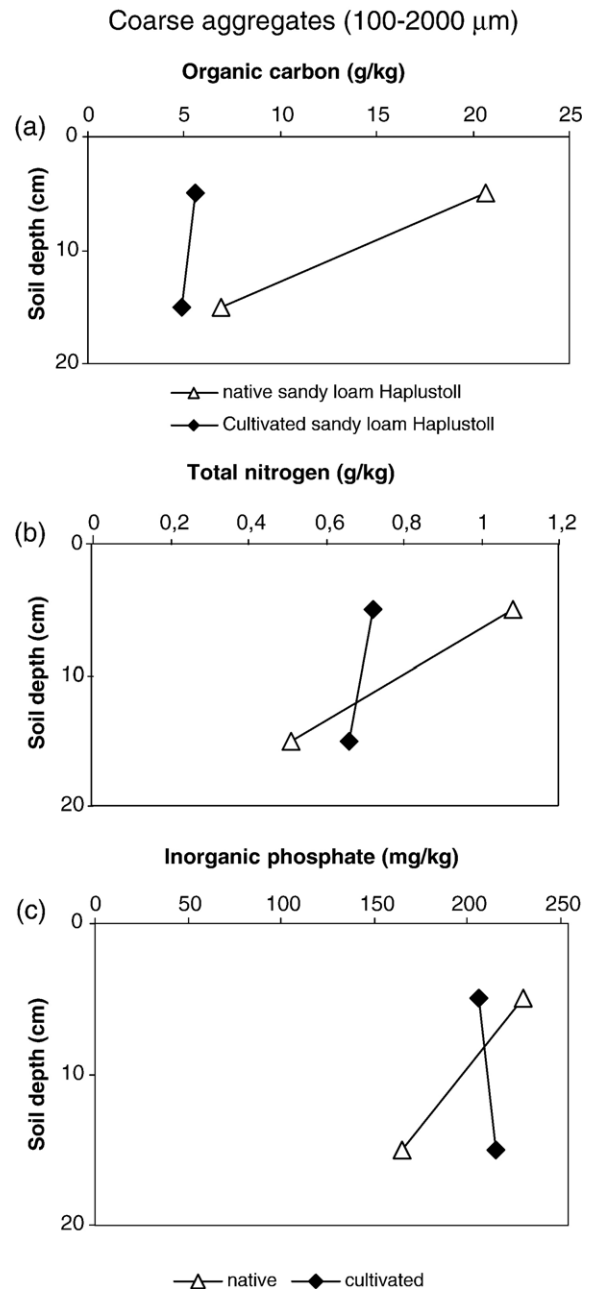 Coarse aggregates (100-2000 µm)
Organic carbon (g/kg)
0 5 10 15 20 25
(a)
0
10
20
Soil depth (cm)
native sandy loam Haplustoll
Cultivated sandy loam Haplustoll
Total nitrogen (g/kg)
0 0,2 0,4 0,6 0,8 1 1,2
(b)
0
10
20
Soil depth (cm)
Inorganic phosphate (mg/kg)
0 50 100 150 200 250
(c)
0
10
20
Soil depth (cm)
native cultivated